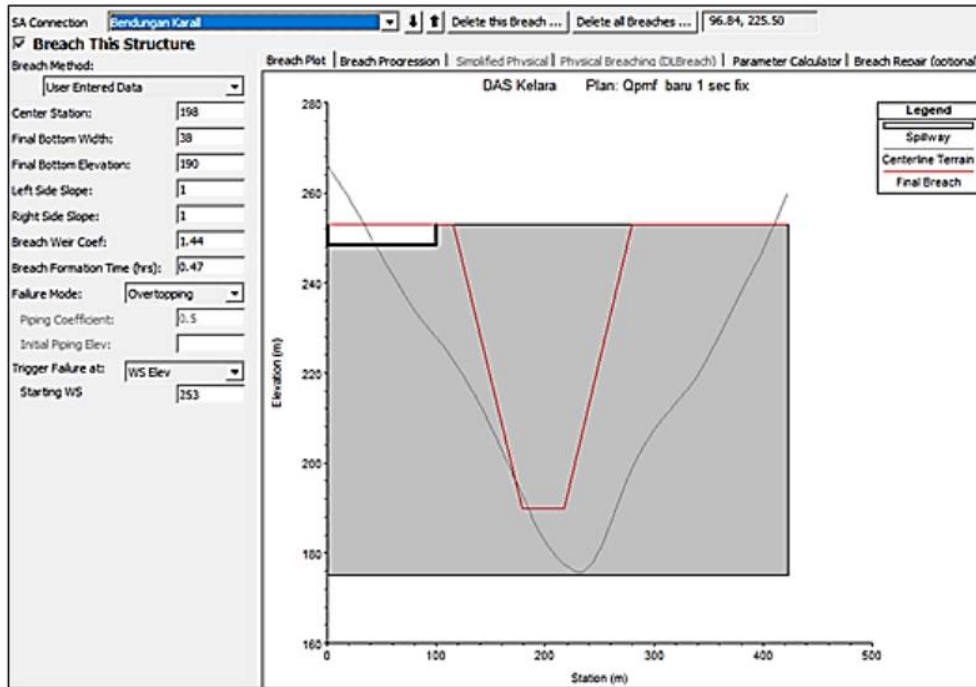 SA Connection Bendungan Karall Delete this Breach ... Delete all Breaches ... 96.84, 225.50
Breach This Structure
Breach Method:
User Entered Data
Center Station: 198
Final Bottom Width: 38
Final Bottom Elevation: 190
Left Side Slope: 1
Right Side Slope: 1
Breach Weir Coef: 1.44
Breach Formation Time (hrs): 0.47
Failure Mode: Overtopping
Piping Coefficient: 0.5
Initial Piping Elev:
Trigger Failure at: WS Elev
Starting WS 253
Breach Plot Breach Progression Simplified Physical Physical Breaching (DLBreach) Parameter Calculator Breach Repair (optional
DAS Kelara Plan: Qpmf baru 1 sec fix
280
260
240
220
200
180
160
Elevation (m)
0 100 200 300 400 500
Station (m)
Legend
Spillway
Centerline Terrain
Final Breach